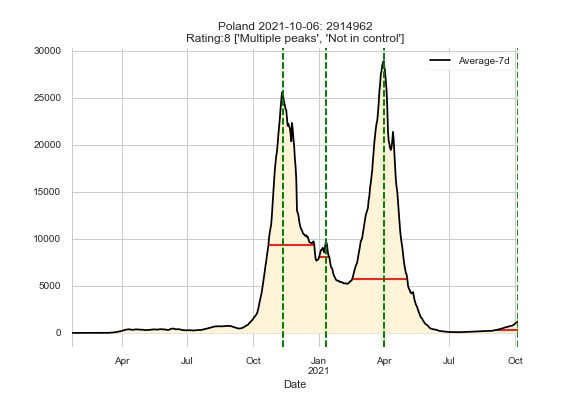 Poland 2021-10-06: 2914962
Rating:8 ['Multiple peaks', 'Not in control']
Average-7d
30000
25000
20000
15000
10000
5000
0
Apr
Jul
Oct
Jan
2021
Apr
Jul
Oct
Date